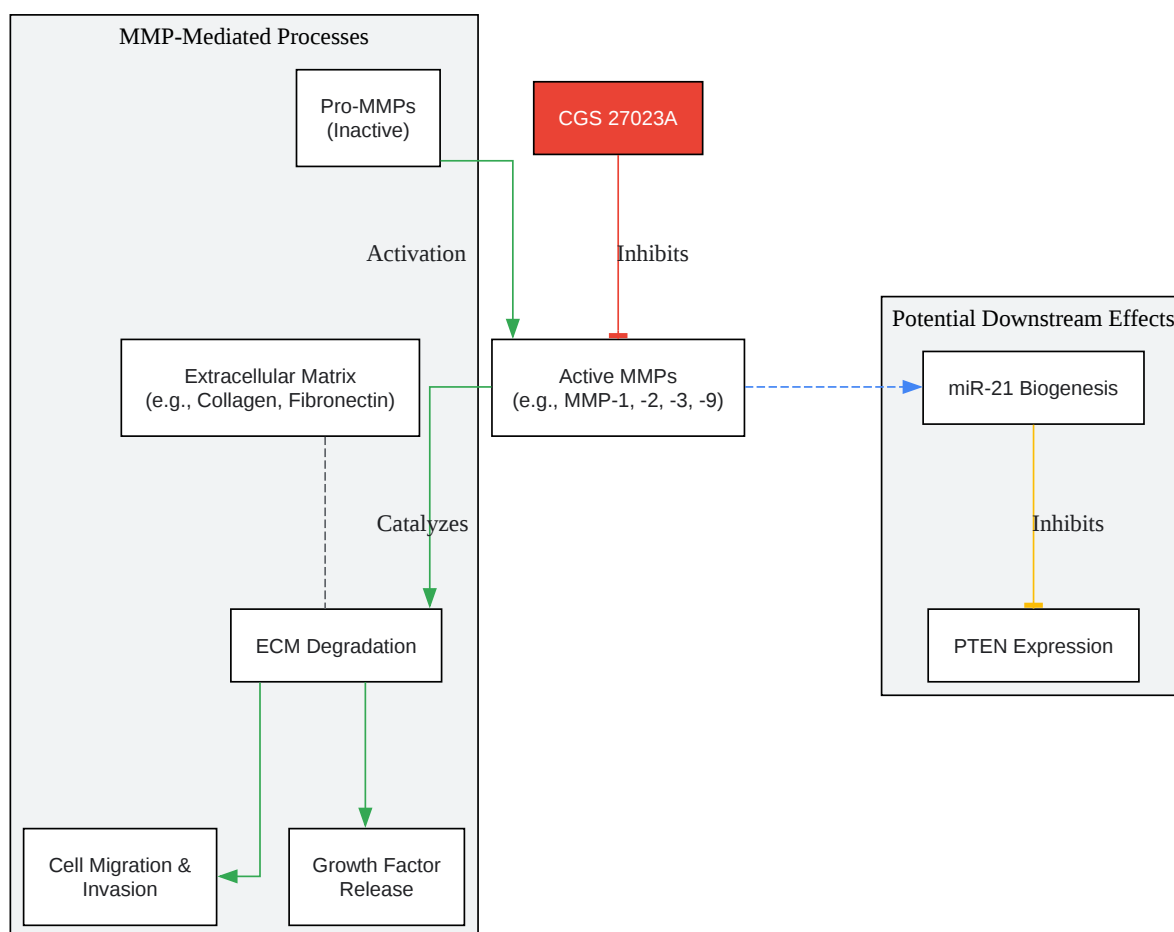 MMP-Mediated Processes
Pro-MMPs
(Inactive)
CGS 27023A
Activation
Inhibits
Potential Downstream Effects
Extracellular Matrix
(e.g., Collagen, Fibronectin)
Active MMPs
(e.g., MMP-1, -2, -3, -9)
miR-21 Biogenesis
Catalyzes
Inhibits
ECM Degradation
PTEN Expression
Cell Migration &
Invasion
Growth Factor
Release